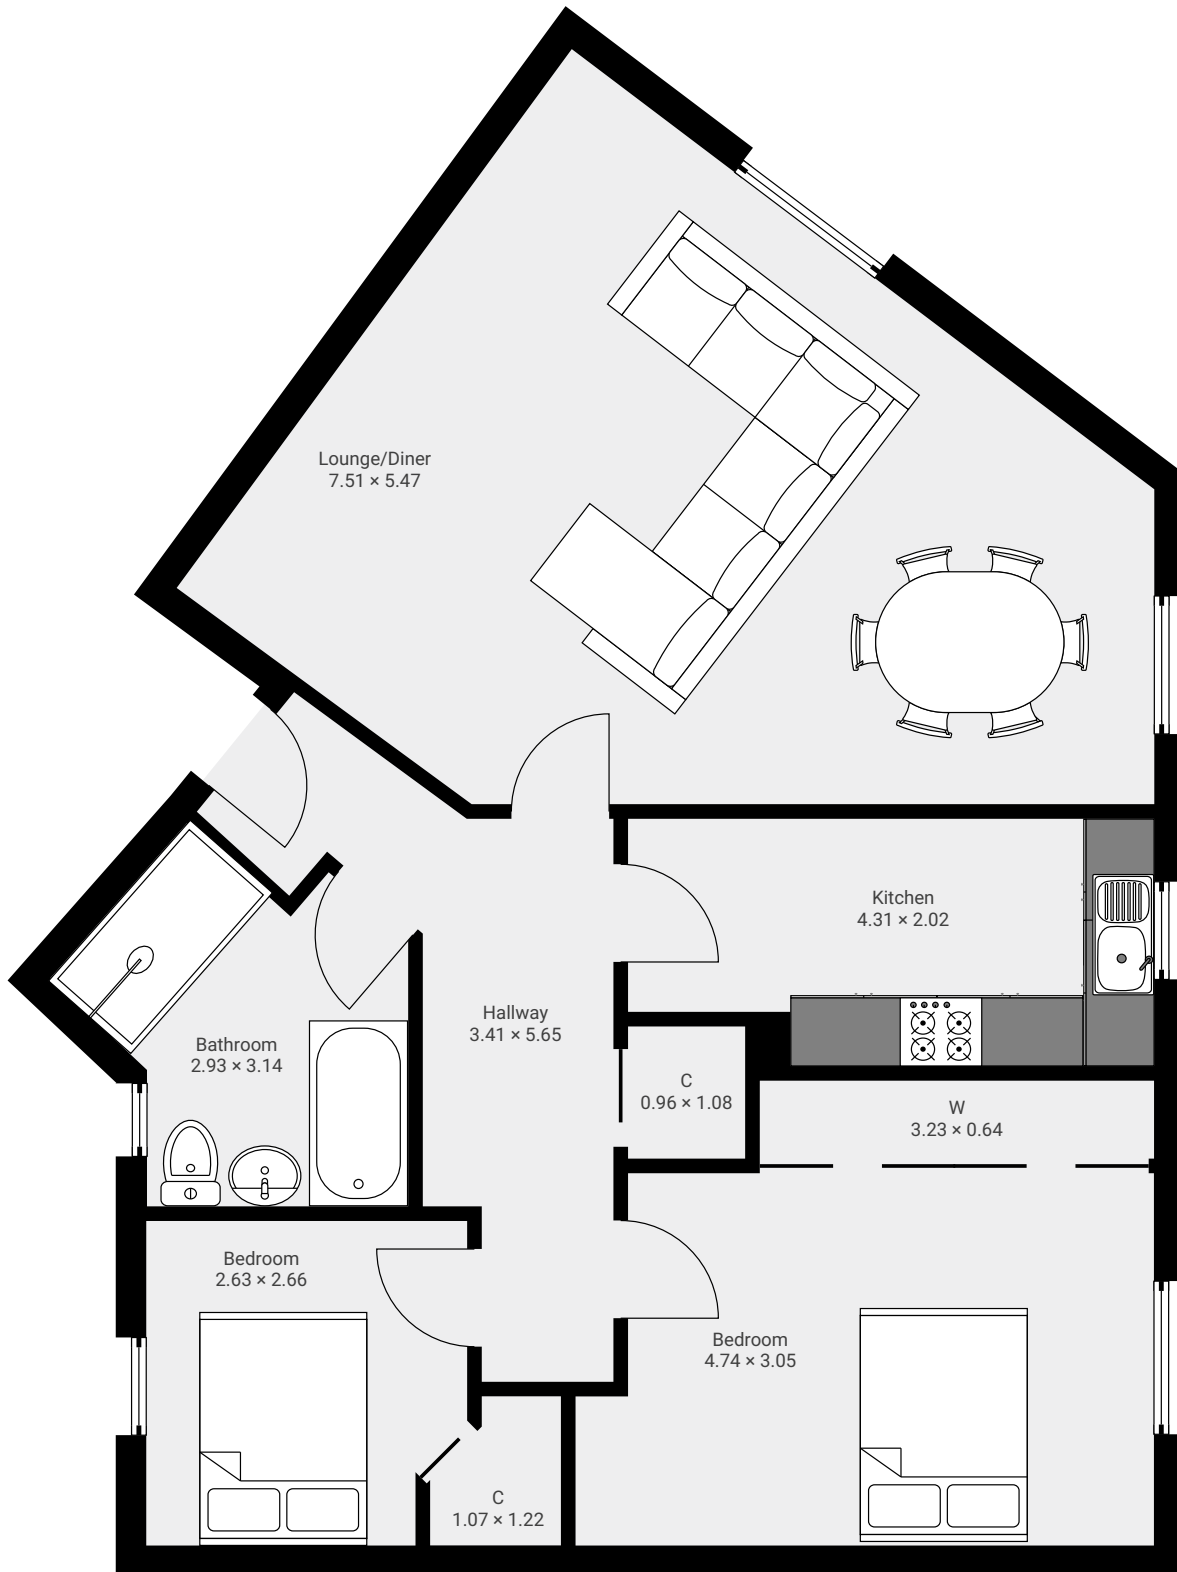 Lounge/Diner
7.51 × 5.47
Kitchen
4.31 × 2.02
Hallway
3.41 × 5.65
Bathroom
2.93 × 3.14
C
0.96 × 1.08
W
3.23 × 0.64
Bedroom
2.63 × 2.66
Bedroom
4.74 × 3.05
C
1.07 × 1.22